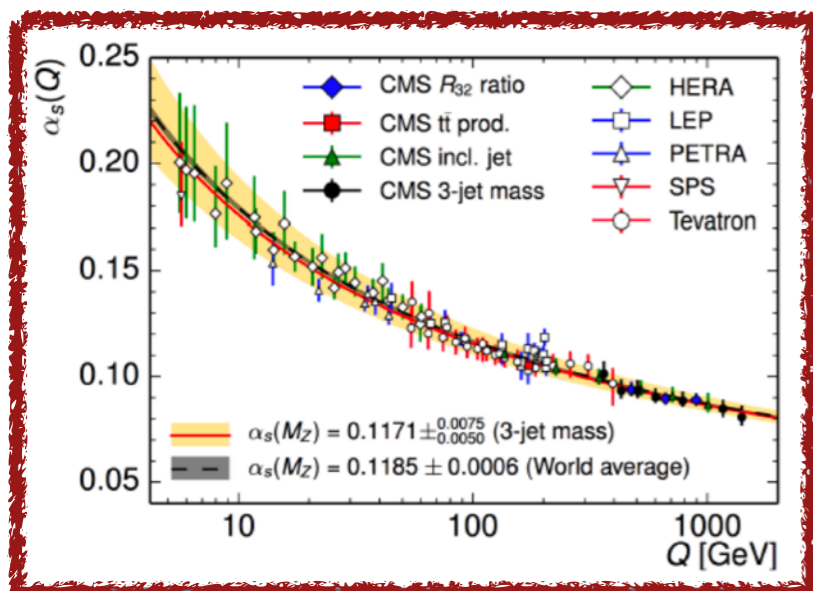 αs(Q)
0.25
0.20
0.15
0.10
0.05
CMS R32 ratio
CMS tt̄ prod.
CMS incl. jet
CMS 3-jet mass
HERA
LEP
PETRA
SPS
Tevatron
αs(MZ) = 0.1171 ±0.0075 0.0050 (3-jet mass)
αs(MZ) = 0.1185 ± 0.0006 (World average)
10
100
1000
Q [GeV]